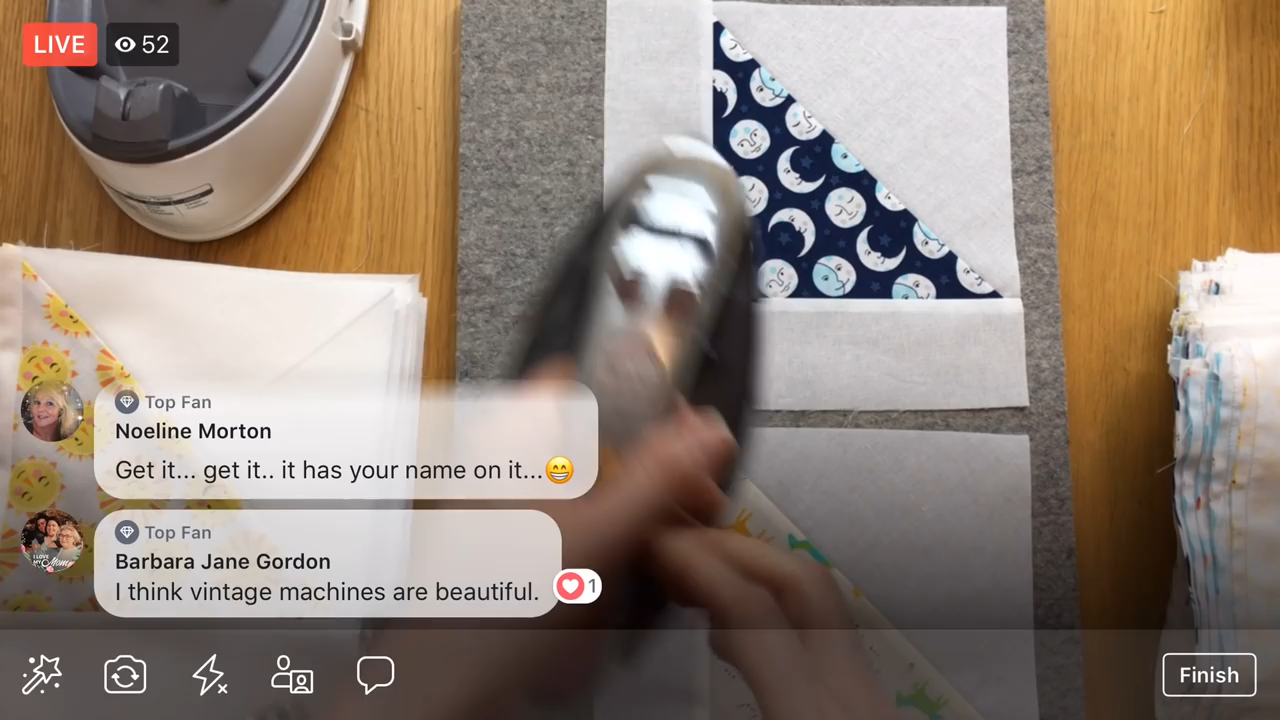 LIVE
52
Top Fan
Noeline Morton
Get it... get it.. it has your name on it...😁
Top Fan
Barbara Jane Gordon
I think vintage machines are beautiful.
1
Finish